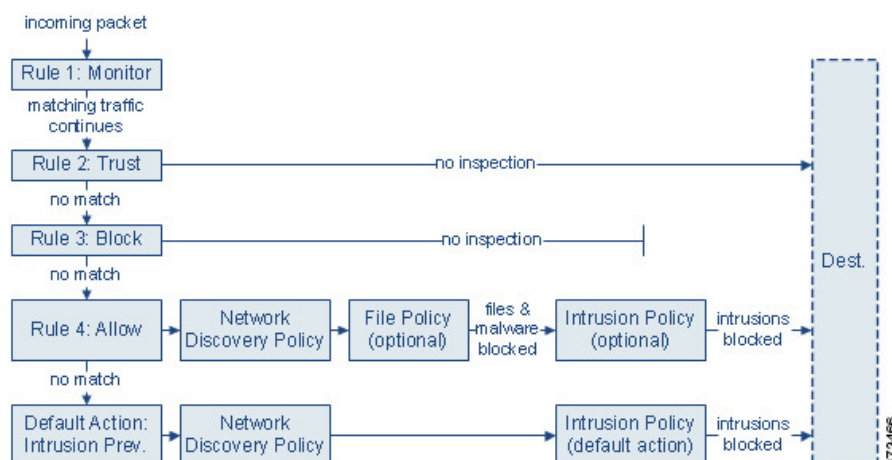 incoming packet
Rule 1: Monitor
matching traffic
continues
Rule 2: Trust
no inspection
no match
Rule 3: Block
no inspection
no match
Dest.
Rule 4: Allow
Network
Discovery Policy
File Policy
(optional)
files &
malware
blocked
Intrusion Policy
(optional)
intrusions
blocked
no match
Default Action:
Intrusion Prev.
Network
Discovery Policy
Intrusion Policy
(default action)
intrusions
blocked